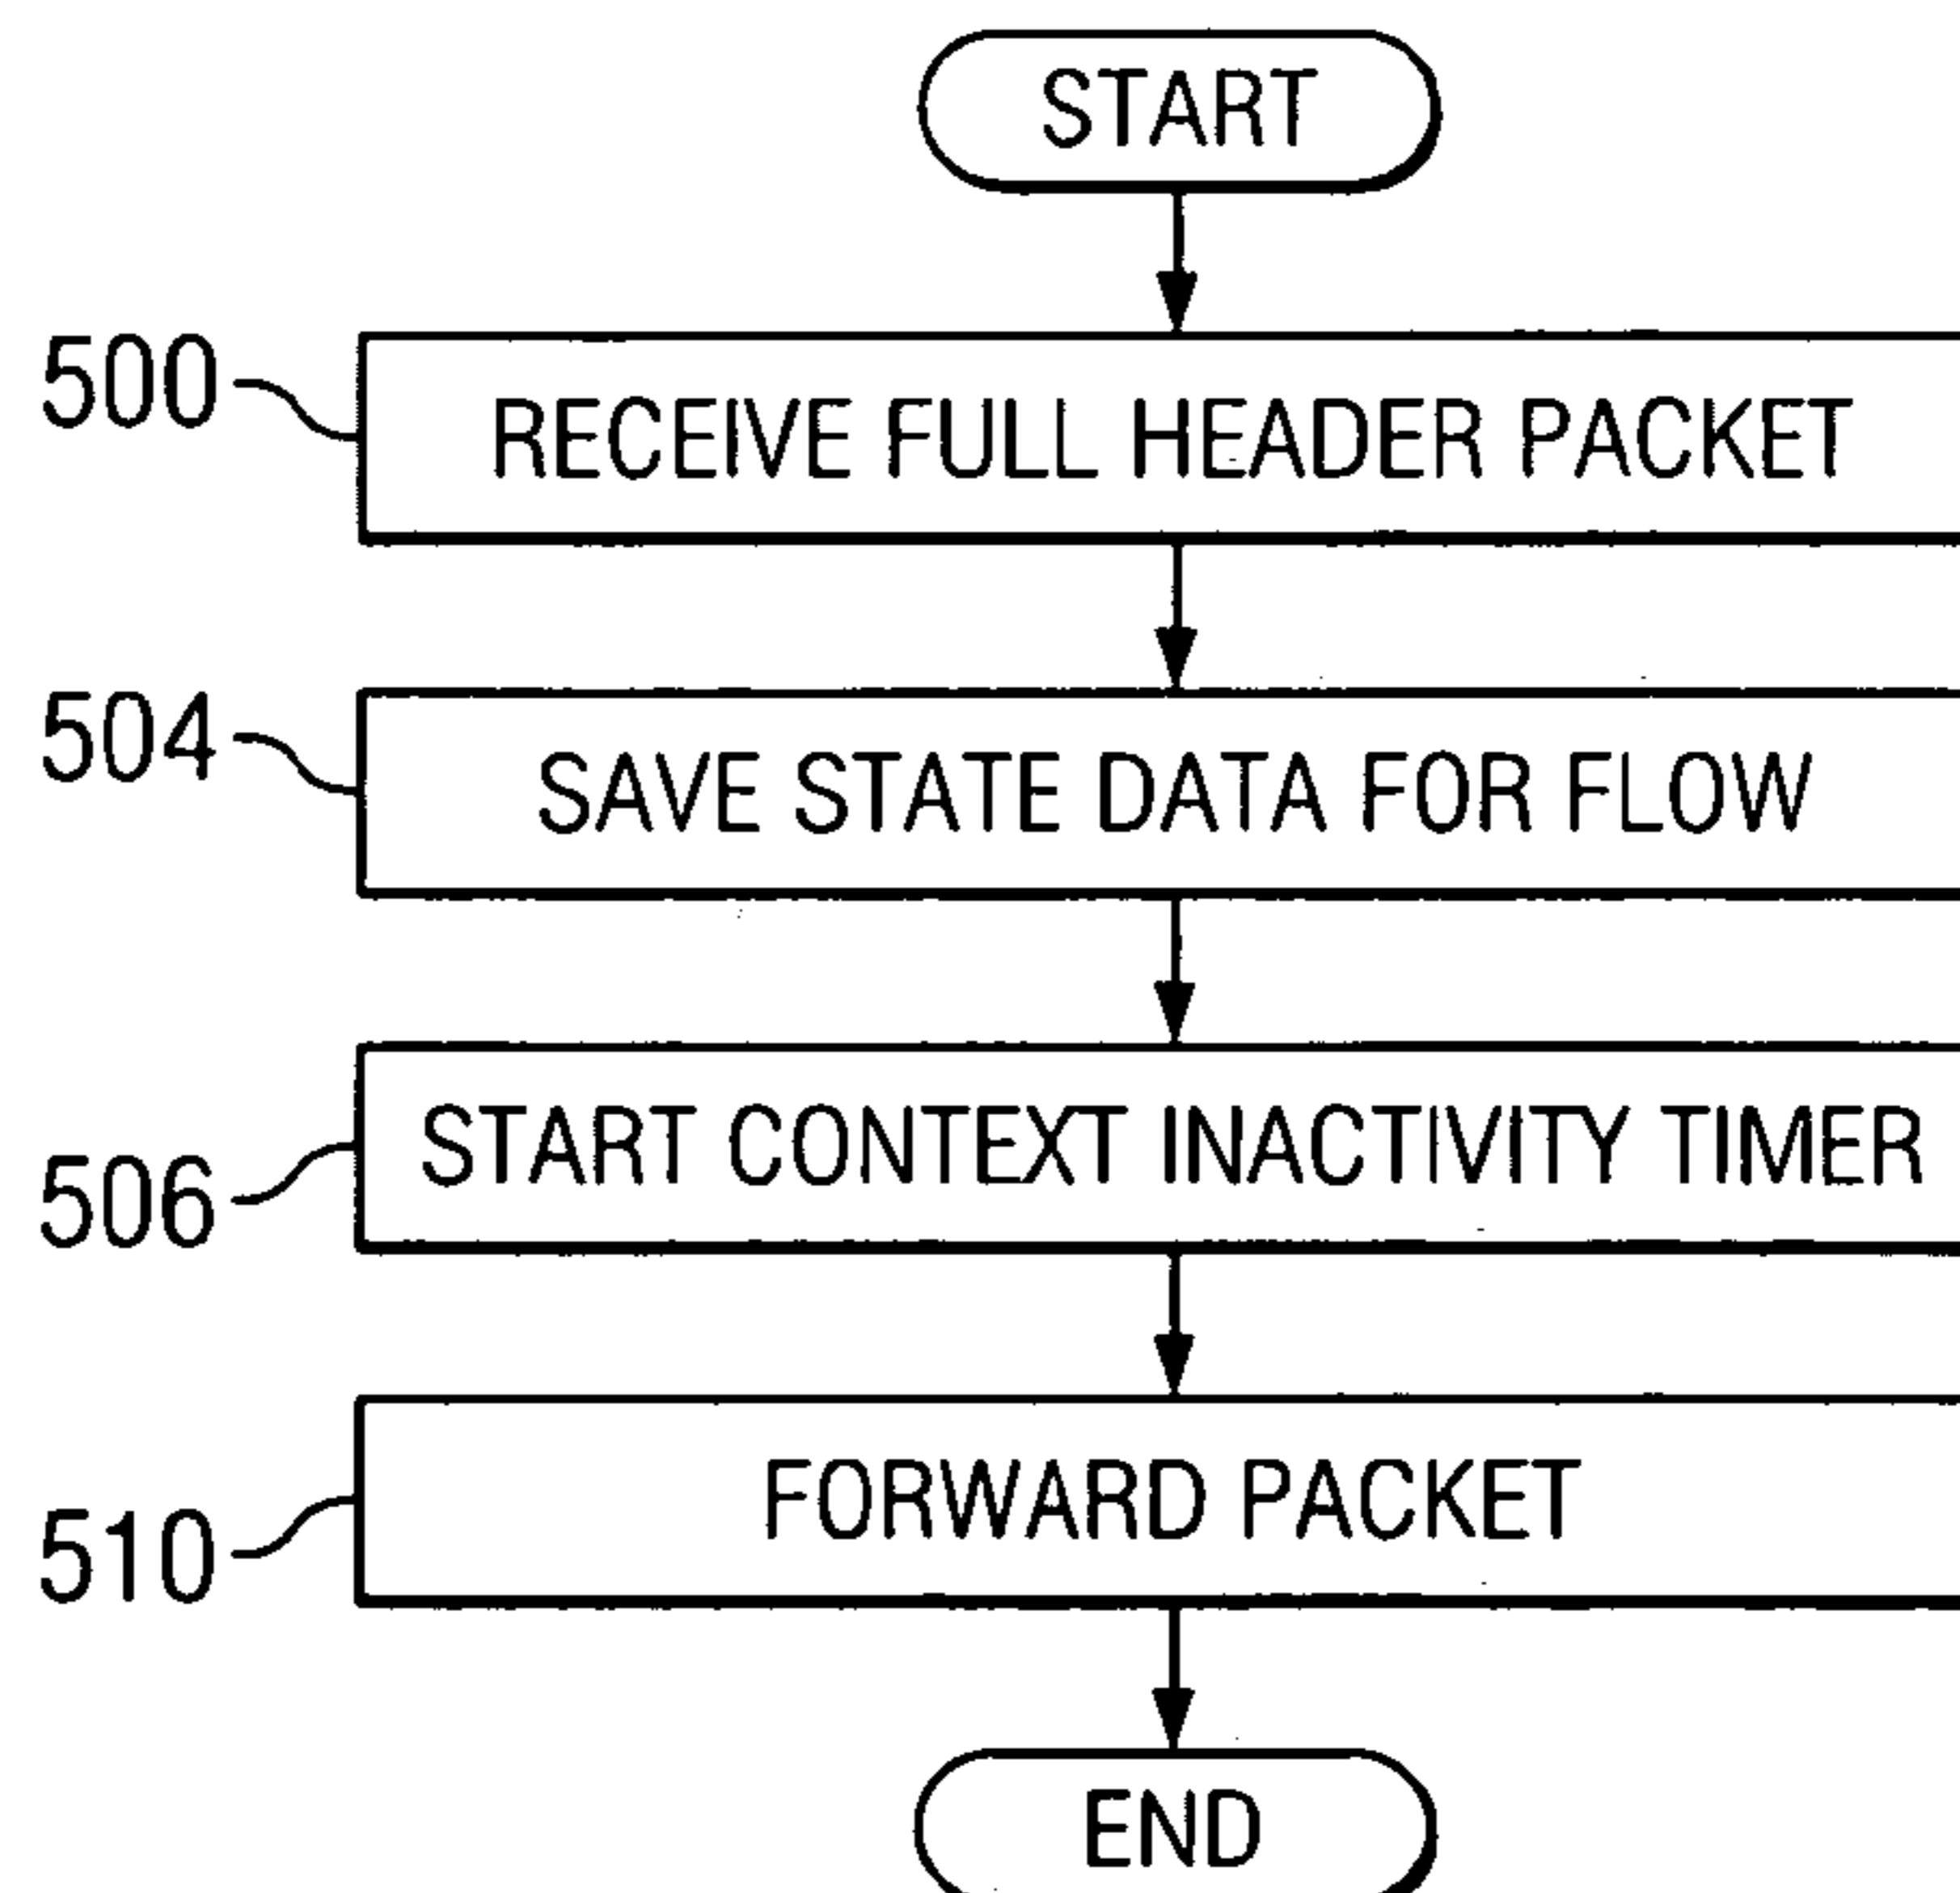 START
500
RECEIVE FULL HEADER PACKET
504
SAVE STATE DATA FOR FLOW
START CONTEXT INACTIVITY TIMER
506
FORWARD PACKET
510
END